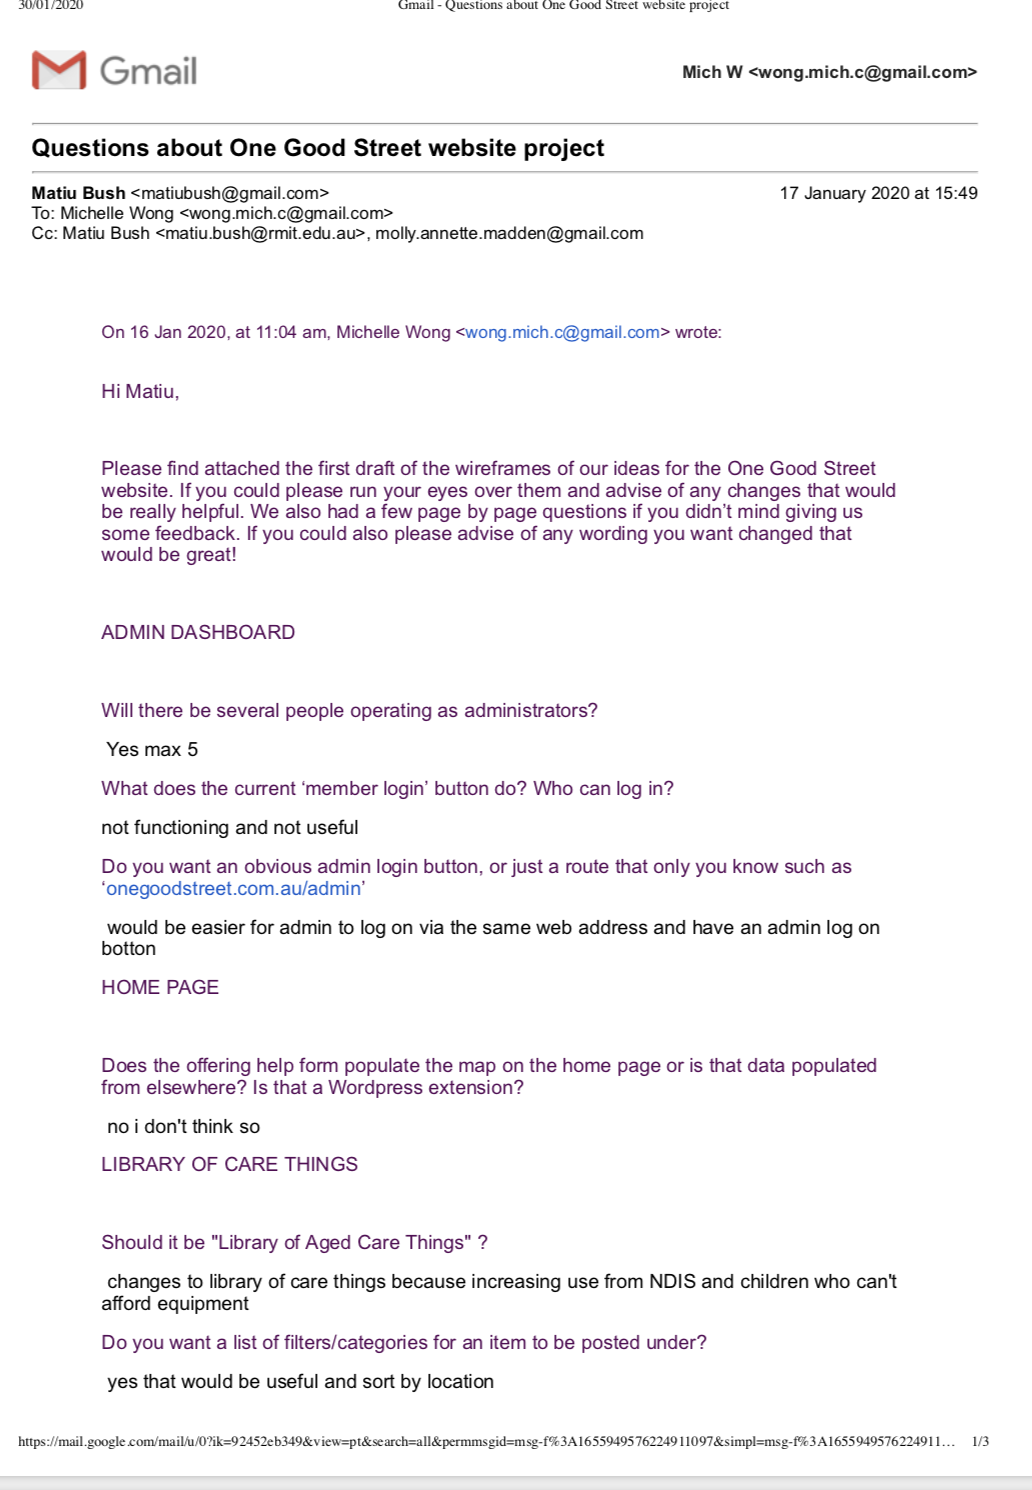 30/01/2020
Gmail - Questions about One Good Street website project
Gmail
Mich W <wong.mich.c@gmail.com>
Questions about One Good Street website project
Matiu Bush <matiubush@gmail.com>
17 January 2020 at 15:49
To: Michelle Wong <wong.mich.c@gmail.com>
Cc: Matiu Bush <matiu.bush@rmit.edu.au>, molly.annette.madden@gmail.com
On 16 Jan 2020, at 11:04 am, Michelle Wong <wong.mich.c@gmail.com> wrote:
Hi Matiu,
Please find attached the first draft of the wireframes of our ideas for the One Good Street
website. If you could please run your eyes over them and advise of any changes that would
be really helpful. We also had a few page by page questions if you didn't mind giving us
some feedback. If you could also please advise of any wording you want changed that
would be great!
ADMIN DASHBOARD
Will there be several people operating as administrators?
Yes max 5
What does the current ‘member login’ button do? Who can log in?
not functioning and not useful
Do you want an obvious admin login button, or just a route that only you know such as
‘onegoodstreet.com.au/admin’
would be easier for admin to log on via the same web address and have an admin log on
botton
HOME PAGE
Does the offering help form populate the map on the home page or is that data populated
from elsewhere? Is that a Wordpress extension?
no i don't think so
LIBRARY OF CARE THINGS
Should it be "Library of Aged Care Things" ?
changes to library of care things because increasing use from NDIS and children who can't
afford equipment
Do you want a list of filters/categories for an item to be posted under?
yes that would be useful and sort by location
https://mail.google.com/mail/u/0?ik=92452eb349&view=pt&search=all&permmsgid=msg-f%3A1655949576224911097&simpl=msg-f%3A1655949576224911…
1/3